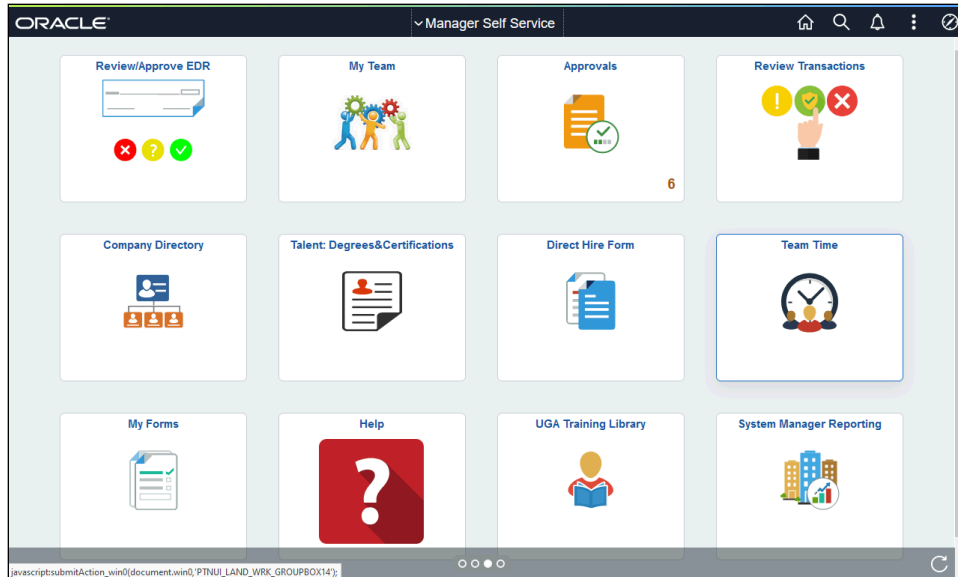 ORACLE
Manager Self Service
Review/Approve EDR
My Team
Approvals
6
Review Transactions
Company Directory
Talent: Degrees&Certifications
Direct Hire Form
Team Time
My Forms
Help
UGA Training Library
System Manager Reporting
javascript:submitAction_win0(document.win0,'PTNUI_LAND_WRK_GROUPBOX14');